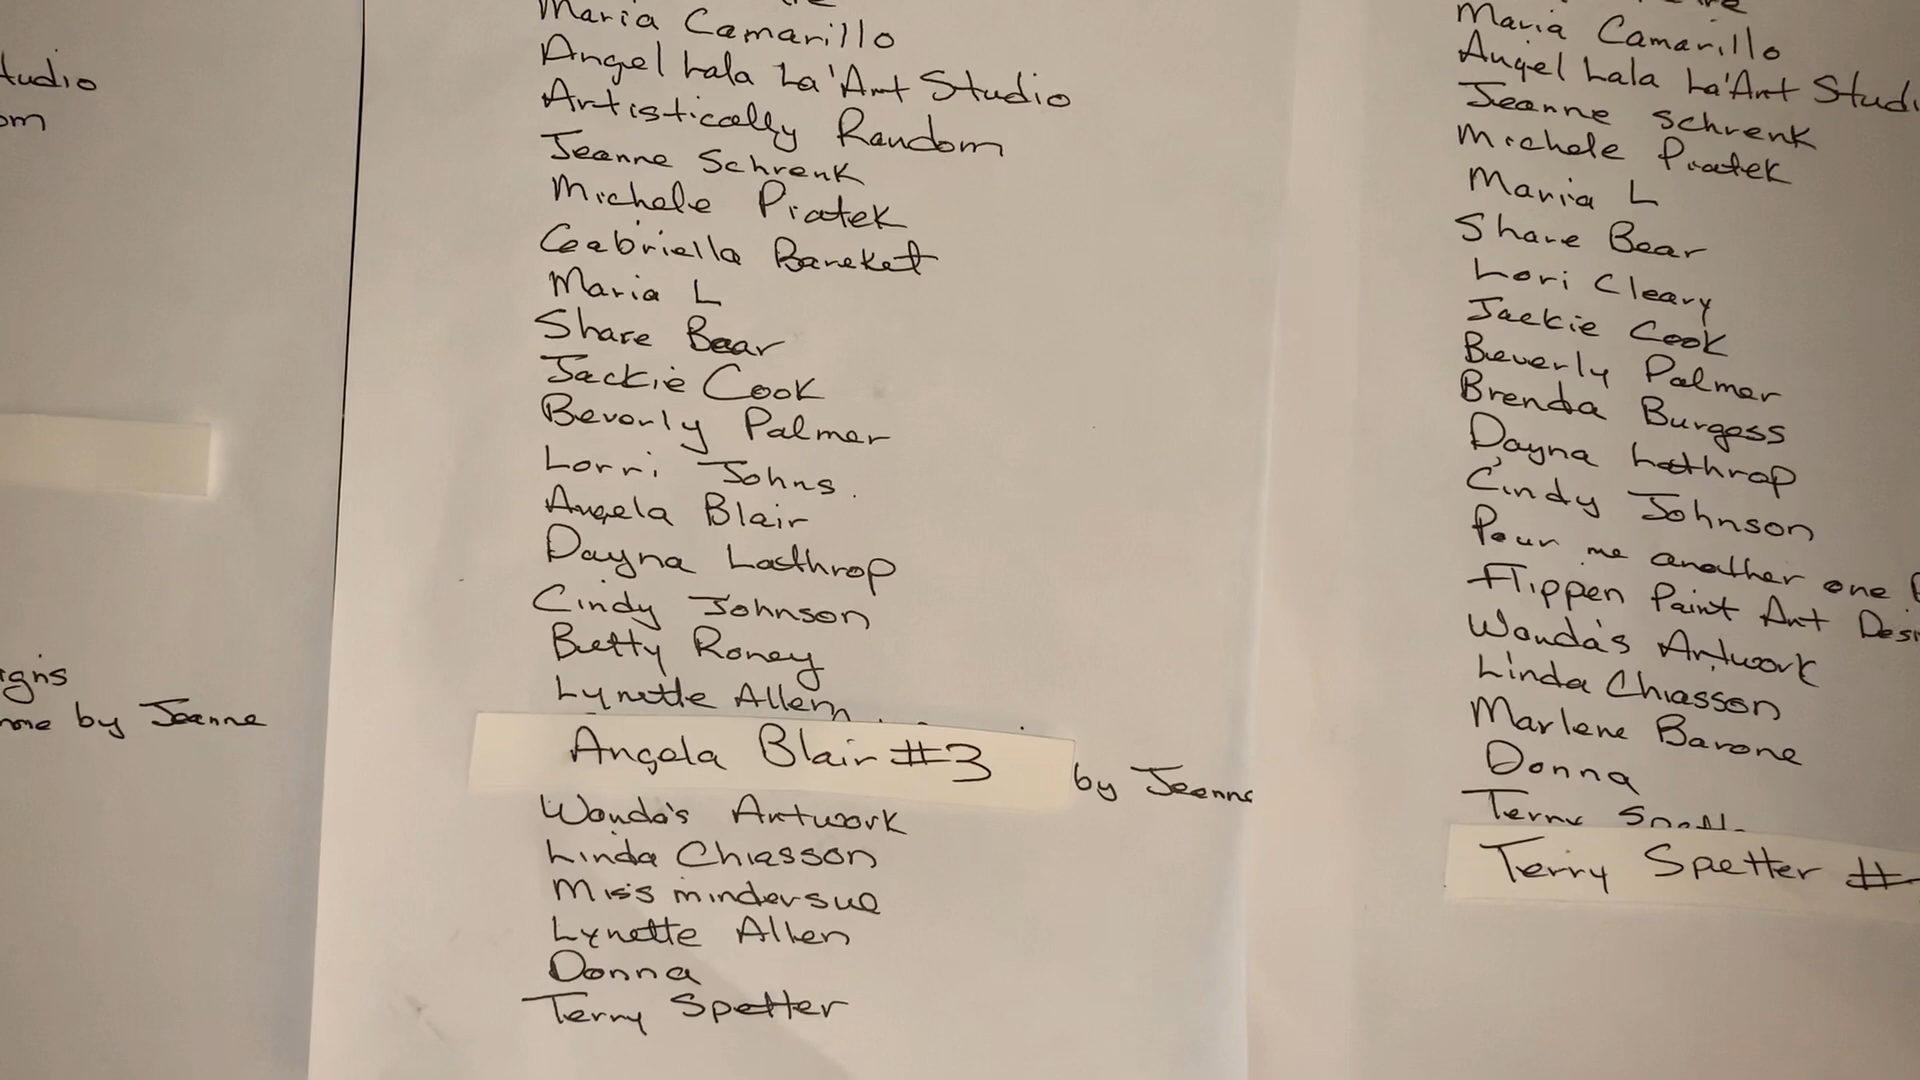 tudio
om
igns
me by Jeanne
Maria Camarillo
Angel Lala La'Art Studio
Artistically Random
Jeanne Schrenk
Michele Piatek
Gabriella Bareket
Maria L
Share Bear
Jackie Cook
Beverly Palmer
Lorri Johns.
Angela Blair
Dayna Lathrop
Cindy Johnson
Betty Roney
Lynette Allen
Angela Blair #3
by Jeanne
Wanda's Artwork
Linda Chiasson
Miss mindersue
Lynette Allen
Donna
Terry Spetter
Maria Camarillo
Angel Lala La'Art Studi
Jeanne Schrenk
Michele Piatek
Maria L
Share Bear
Lori Cleary
Jackie Cook
Beverly Palmer
Brenda Burgess
Dayna Lathrop
Cindy Johnson
Pour me another one
Flippen Paint Art Desi
Wanda's Artwork
Linda Chiasson
Marlene Barone
Donna
Terry
Terry Spetter #